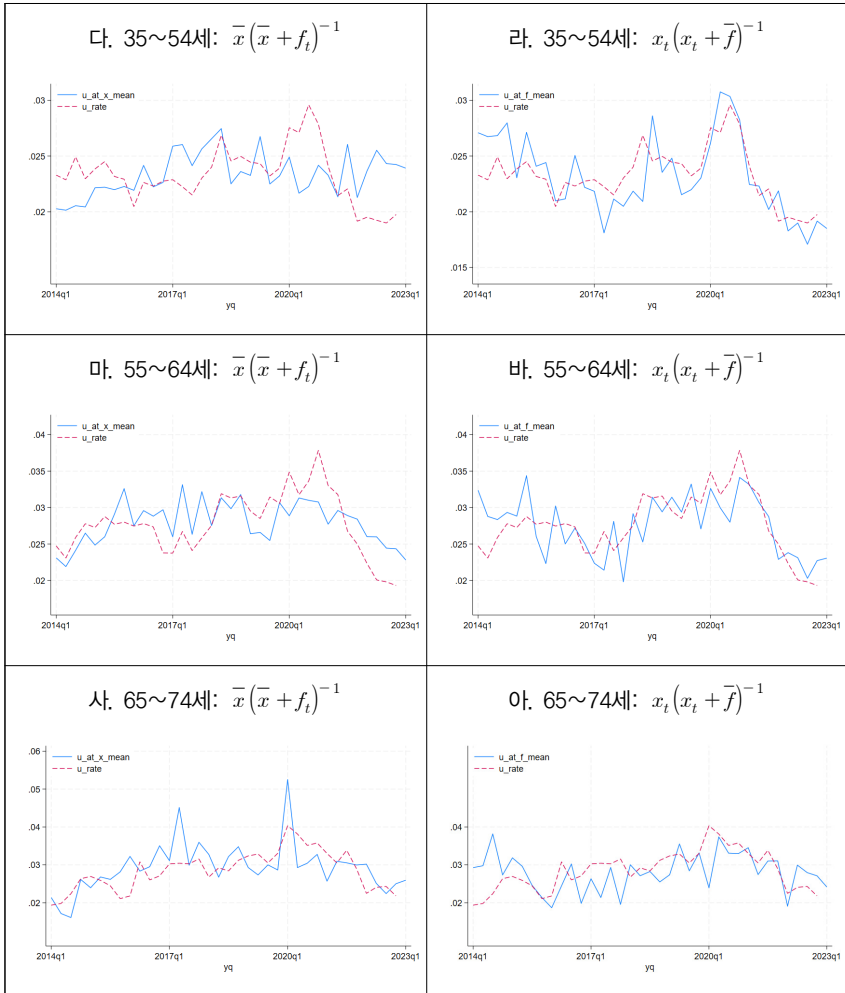 다. 35～54세: x̄(x̄ + f_t)^{-1}
u_at_x_mean
u_rate
.03
.025
.02
2014q1 2017q1 2020q1 2023q1
yq
라. 35～54세: x_t(x_t + f̄)^{-1}
u_at_f_mean
u_rate
.03
.025
.02
.015
2014q1 2017q1 2020q1 2023q1
yq
마. 55～64세: x̄(x̄ + f_t)^{-1}
u_at_x_mean
u_rate
.04
.035
.03
.025
.02
2014q1 2017q1 2020q1 2023q1
yq
바. 55～64세: x_t(x_t + f̄)^{-1}
u_at_f_mean
u_rate
.04
.035
.03
.025
.02
2014q1 2017q1 2020q1 2023q1
yq
사. 65～74세: x̄(x̄ + f_t)^{-1}
u_at_x_mean
u_rate
.06
.05
.04
.03
.02
2014q1 2017q1 2020q1 2023q1
yq
아. 65～74세: x_t(x_t + f̄)^{-1}
u_at_f_mean
u_rate
.04
.03
.02
2014q1 2017q1 2020q1 2023q1
yq